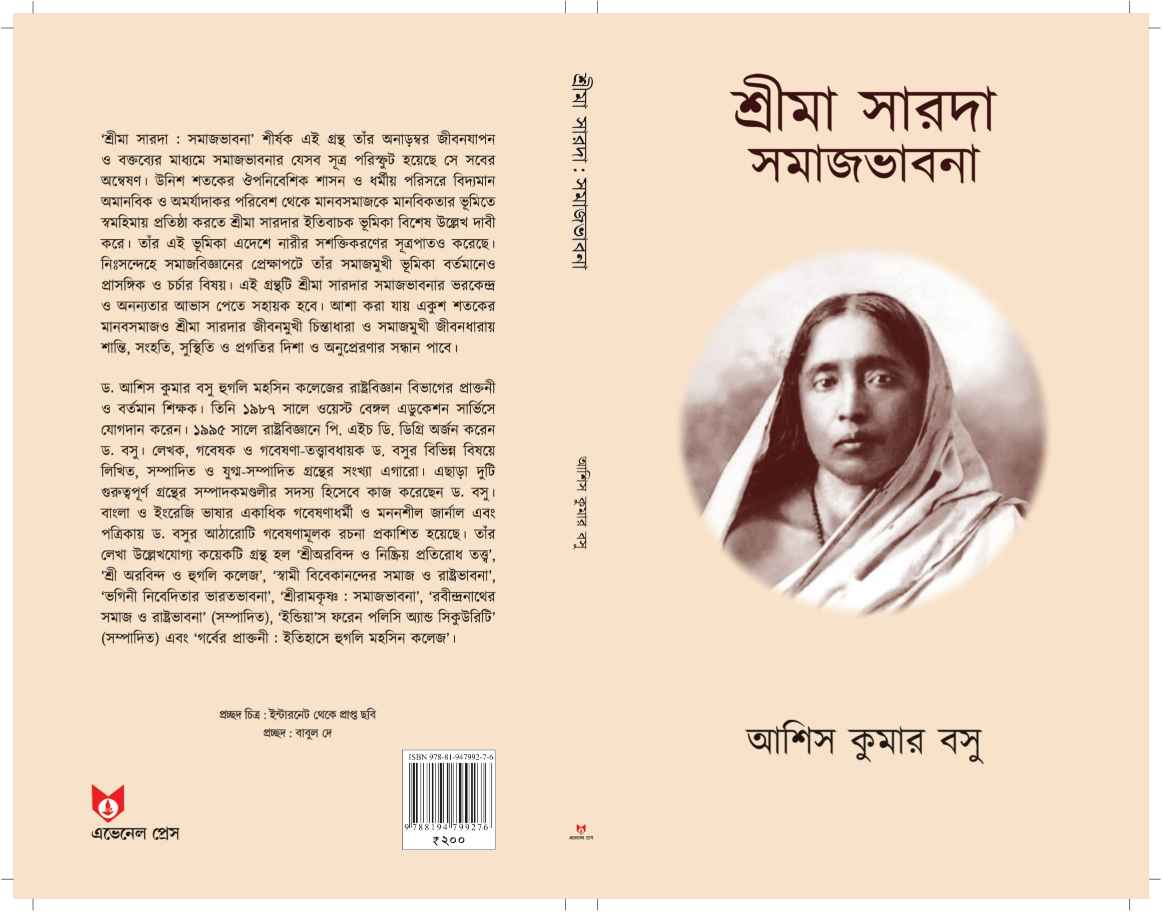 ‘শ্রীমা সারদা : সমাজভাবনা’ শীর্ষক এই গ্রন্থ তাঁর অনাড়ম্বর জীবনযাপন
ও বক্তব্যের মাধ্যমে সমাজভাবনার যেসব সূত্র পরিস্ফুট হয়েছে সে সবের
অন্বেষণ। উনিশ শতকের ঔপনিবেশিক শাসন ও ধর্মীয় পরিসরে বিদ্যমান
অমানবিক ও অমর্যাদাকর পরিবেশ থেকে মানবসমাজকে মানবিকতার ভূমিতে
স্বমহিমায় প্রতিষ্ঠা করতে শ্রীমা সারদার ইতিবাচক ভূমিকা বিশেষ উল্লেখ দাবী
করে। তাঁর এই ভূমিকা এদেশে নারীর সশক্তিকরণের সূত্রপাতও করেছে।
নিঃসন্দেহে সমাজবিজ্ঞানের প্রেক্ষাপটে তাঁর সমাজমুখী ভূমিকা বর্তমানেও
প্রাসঙ্গিক ও চর্চার বিষয়। এই গ্রন্থটি শ্রীমা সারদার সমাজভাবনার ভরকেন্দ্র
ও অনন্যতার আভাস পেতে সহায়ক হবে। আশা করা যায় একুশ শতকের
মানবসমাজও শ্রীমা সারদার জীবনমুখী চিন্তাধারা ও সমাজমুখী জীবনধারায়
শান্তি, সংহতি, সুস্থিতি ও প্রগতির দিশা ও অনুপ্রেরণার সন্ধান পাবে।
ড. আশিস কুমার বসু হুগলি মহসিন কলেজের রাষ্ট্রবিজ্ঞান বিভাগের প্রাক্তনী
ও বর্তমান শিক্ষক। তিনি ১৯৮৭ সালে ওয়েস্ট বেঙ্গল এডুকেশন সার্ভিসে
যোগদান করেন। ১৯৯৫ সালে রাষ্ট্রবিজ্ঞানে পি. এইচ ডি. ডিগ্রি অর্জন করেন
ড. বসু। লেখক, গবেষক ও গবেষণা-তত্ত্বাবধায়ক ড. বসুর বিভিন্ন বিষয়ে
লিখিত, সম্পাদিত ও যুগ্ম-সম্পাদিত গ্রন্থের সংখ্যা এগারো। এছাড়া দুটি
গুরুত্বপূর্ণ গ্রন্থের সম্পাদকমণ্ডলীর সদস্য হিসেবে কাজ করেছেন ড. বসু।
বাংলা ও ইংরেজি ভাষার একাধিক গবেষণাধর্মী ও মননশীল জার্নাল এবং
পত্রিকায় ড. বসুর আঠারোটি গবেষণামূলক রচনা প্রকাশিত হয়েছে। তাঁর
লেখা উল্লেখযোগ্য কয়েকটি গ্রন্থ হল ‘শ্রীঅরবিন্দ ও নিষ্ক্রিয় প্রতিরোধ তত্ত্ব’,
‘শ্রী অরবিন্দ ও হুগলি কলেজ’, ‘স্বামী বিবেকানন্দের সমাজ ও রাষ্ট্রভাবনা’,
‘ভগিনী নিবেদিতার ভারতভাবনা’, ‘শ্রীরামকৃষ্ণ : সমাজভাবনা’, ‘রবীন্দ্রনাথের
সমাজ ও রাষ্ট্রভাবনা’ (সম্পাদিত), ‘ইন্ডিয়া’স ফরেন পলিসি অ্যান্ড সিকুউরিটি’
(সম্পাদিত) এবং ‘গর্বের প্রাক্তনী : ইতিহাসে হুগলি মহসিন কলেজ’।
প্রচ্ছদ চিত্র : ইন্টারনেট থেকে প্রাপ্ত ছবি
প্রচ্ছদ : বাবুল দে
এভেনেল প্রেস
ISBN 978-81-947992-7-6
9 788194 799276
₹ ২০০
শ্রীমা সারদা : সমাজভাবনা
আশিস কুমার বসু
এভেনেল প্রেস
শ্রীমা সারদা
সমাজভাবনা
আশিস কুমার বসু